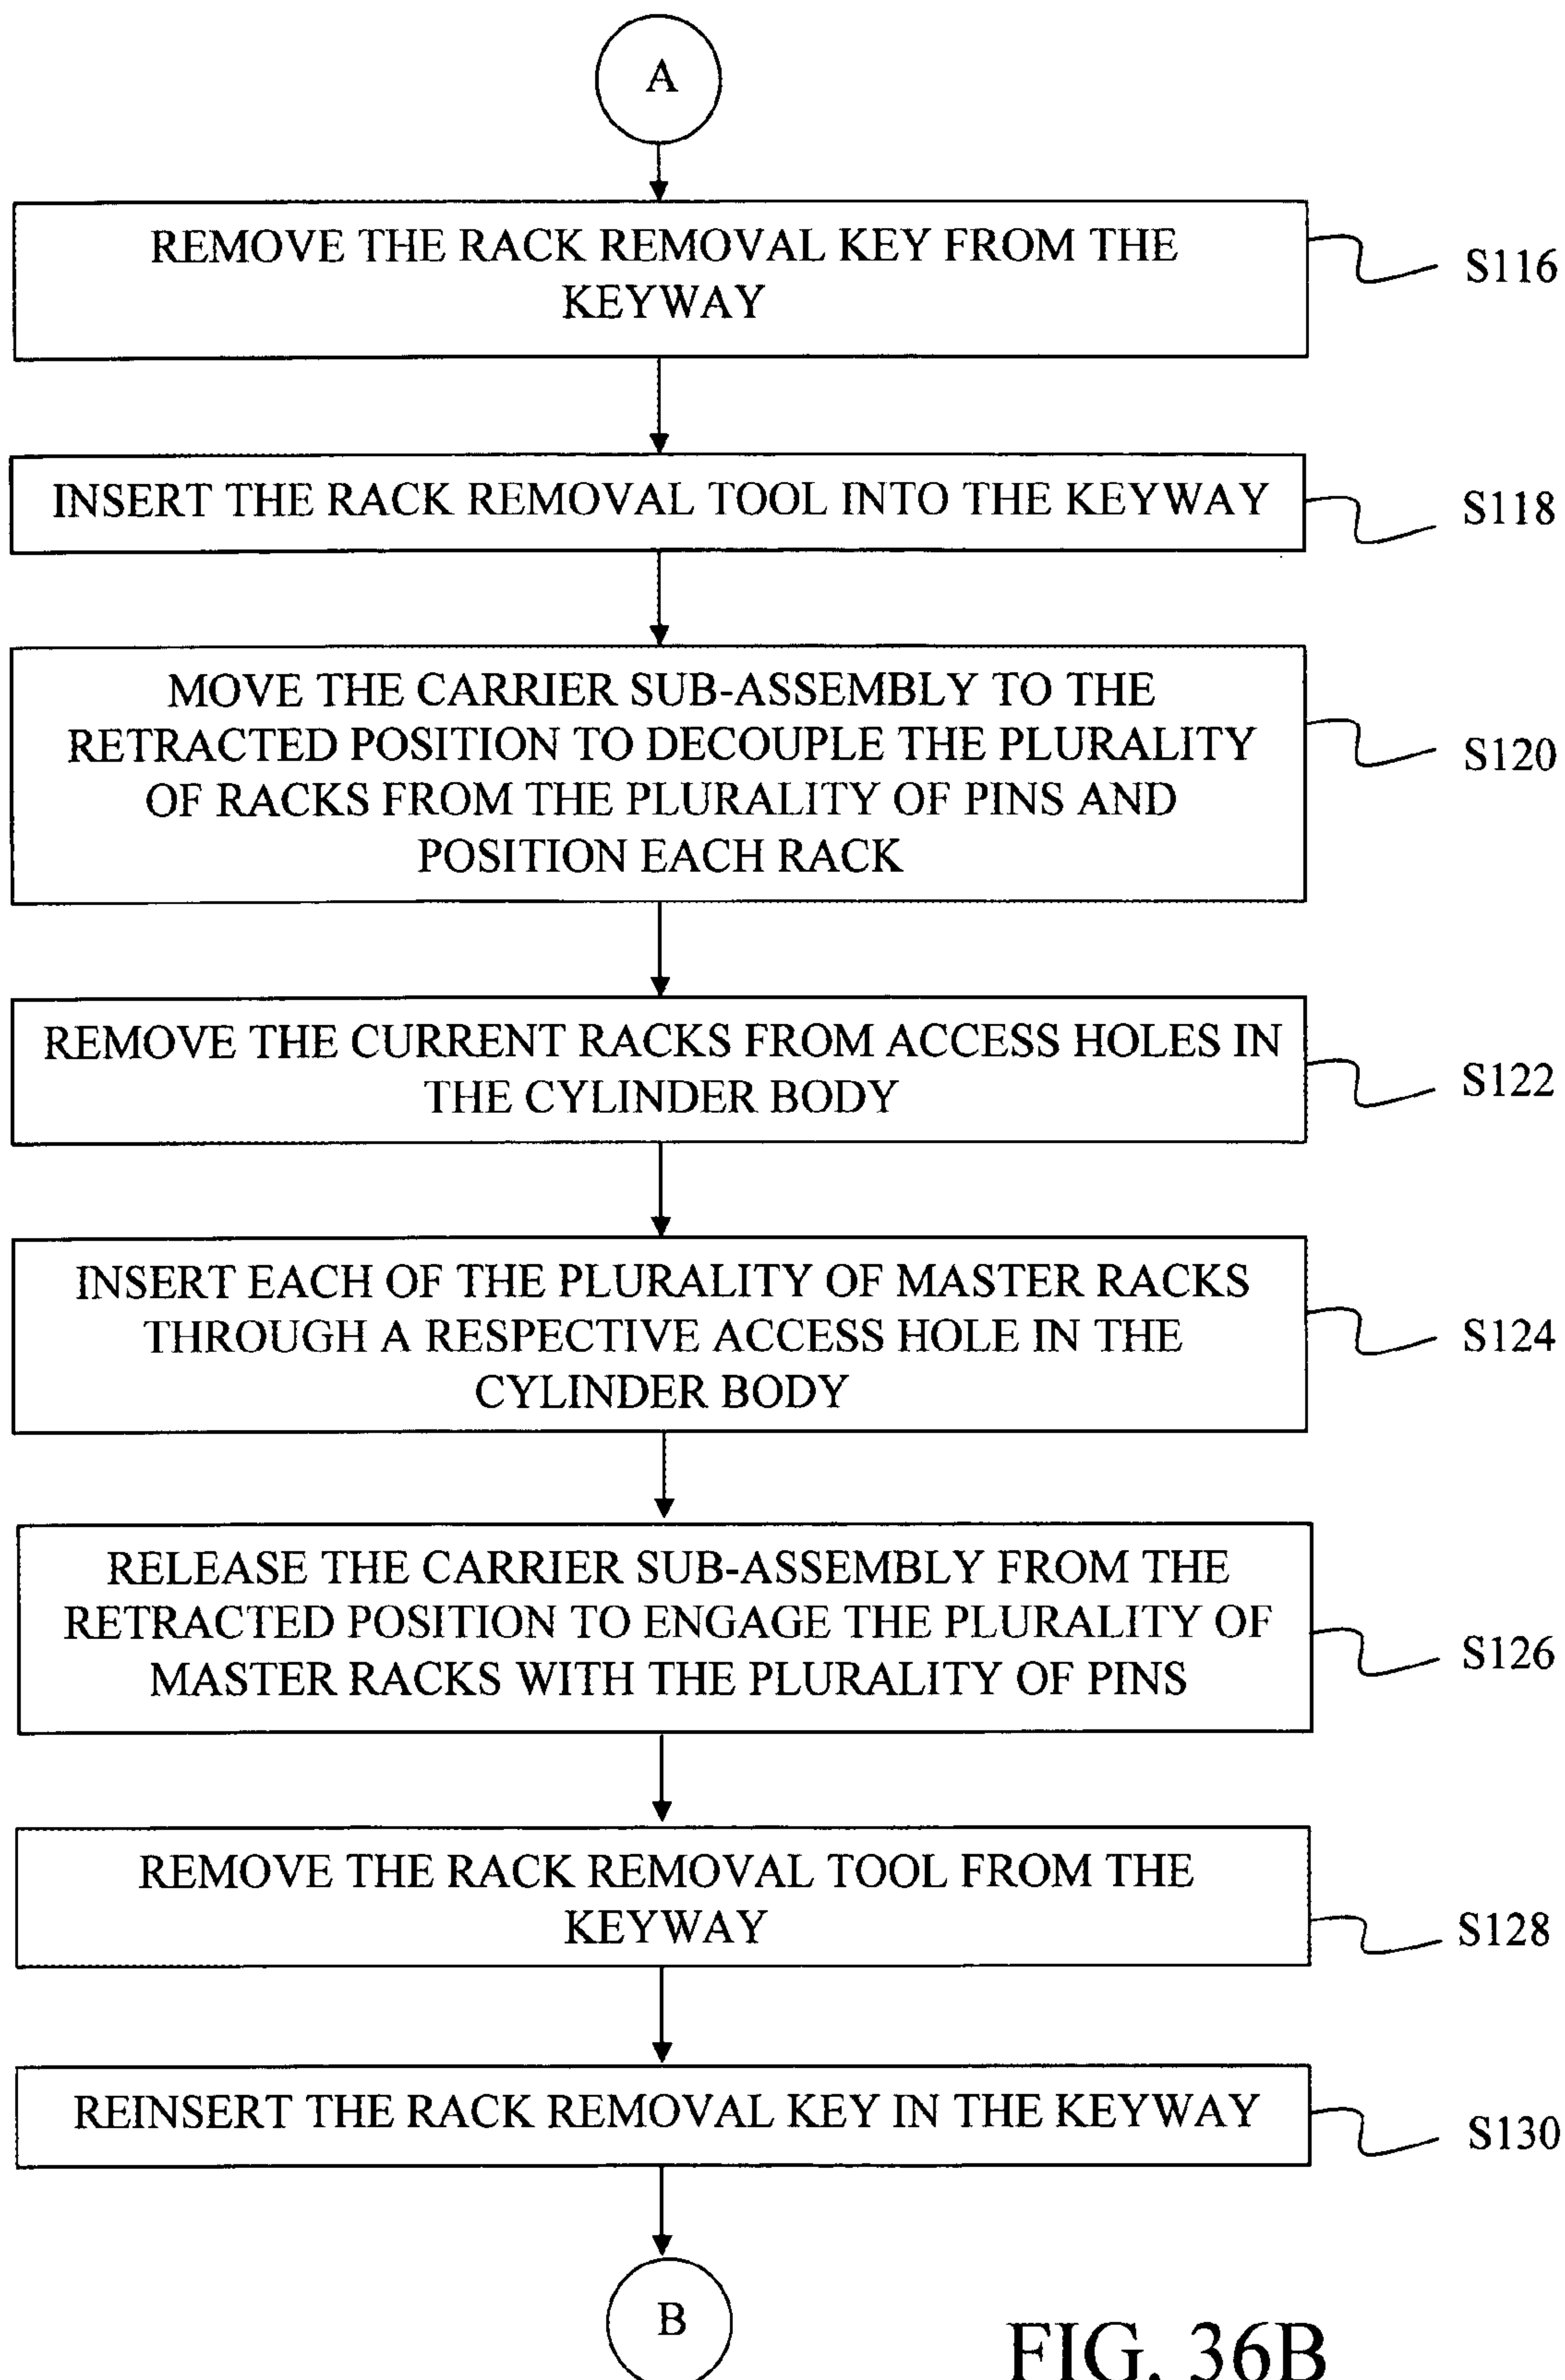 A
REMOVE THE RACK REMOVAL KEY FROM THE
KEYWAY
S116
INSERT THE RACK REMOVAL TOOL INTO THE KEYWAY
S118
MOVE THE CARRIER SUB-ASSEMBLY TO THE
RETRACTED POSITION TO DECOUPLE THE PLURALITY
OF RACKS FROM THE PLURALITY OF PINS AND
POSITION EACH RACK
S120
REMOVE THE CURRENT RACKS FROM ACCESS HOLES IN
THE CYLINDER BODY
S122
INSERT EACH OF THE PLURALITY OF MASTER RACKS
THROUGH A RESPECTIVE ACCESS HOLE IN THE
CYLINDER BODY
S124
RELEASE THE CARRIER SUB-ASSEMBLY FROM THE
RETRACTED POSITION TO ENGAGE THE PLURALITY OF
MASTER RACKS WITH THE PLURALITY OF PINS
S126
REMOVE THE RACK REMOVAL TOOL FROM THE
KEYWAY
S128
REINSERT THE RACK REMOVAL KEY IN THE KEYWAY
S130
B
FIG. 36B